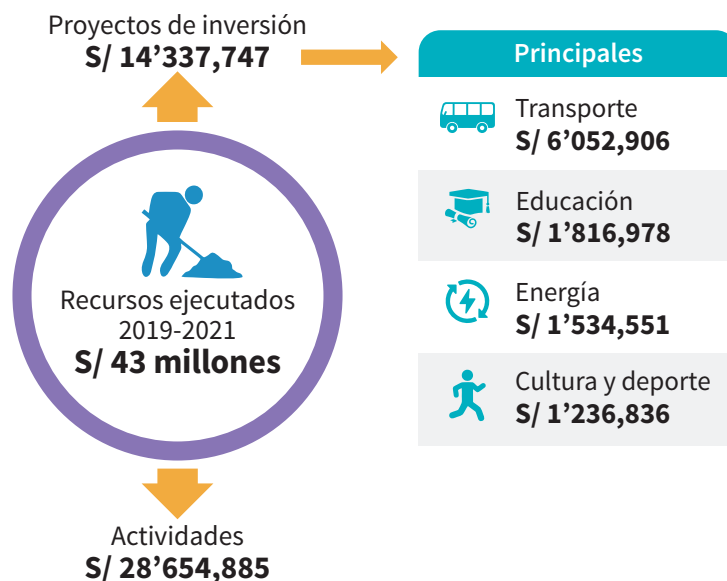 Proyectos de inversión
S/ 14’337,747
Recursos ejecutados
2019-2021
S/ 43 millones
Actividades
S/ 28’654,885
Principales
Transporte
S/ 6’052,906
Educación
S/ 1’816,978
Energía
S/ 1’534,551
Cultura y deporte
S/ 1’236,836